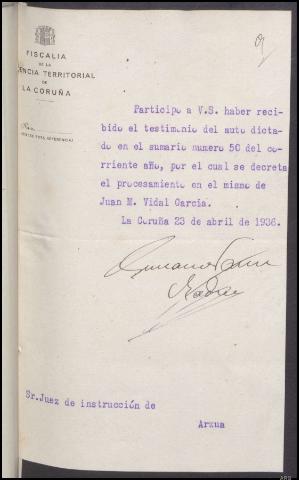 FISCALIA
DE LA
ENCIA TERRITORIAL
DE
LA CORUÑA
Participo a V.S. haber reci-
bido el testimonio del auto dicta-
do en el sumario numero 50 del co-
rriente año, por el cual se decreta
el procesamiento en el mismo de
Juan M. Vidal García.
La Coruña 23 de abril de 1936.
Sr.Juez de instrucción de
Arzua